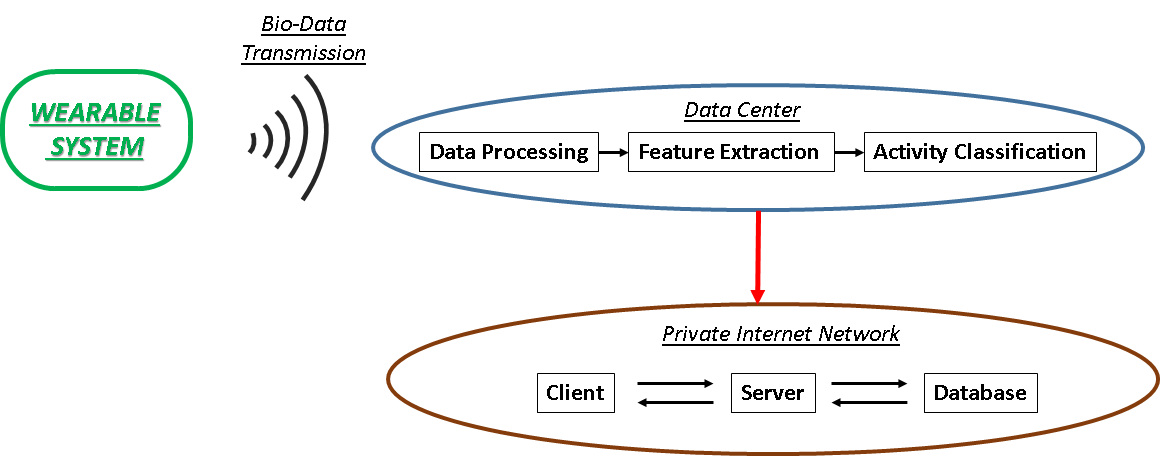 Bio-Data
Transmission
WEARABLE
SYSTEM
Data Center
Data Processing
Feature Extraction
Activity Classification
Private Internet Network
Client
Server
Database